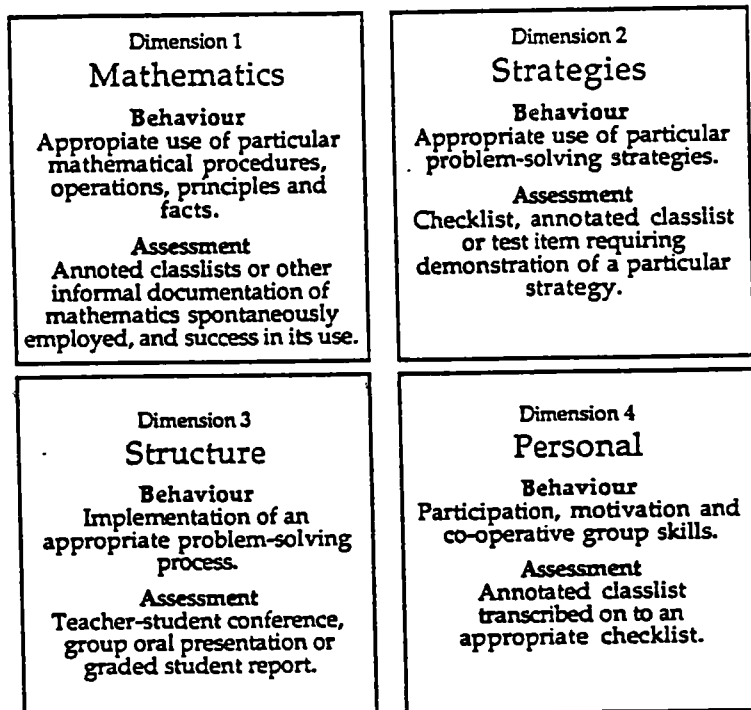 Dimension 1
Mathematics
Behaviour
Appropiate use of particular
mathematical procedures,
operations, principles and
facts.
Assessment
Annoted classlists or other
informal documentation of
mathematics spontaneously
employed, and success in its use.
Dimension 2
Strategies
Behaviour
Appropriate use of particular
problem-solving strategies.
Assessment
Checklist, annotated classlist
or test item requiring
demonstration of a particular
strategy.
Dimension 3
Structure
Behaviour
Implementation of an
appropriate problem-solving
process.
Assessment
Teacher-student conference,
group oral presentation or
graded student report.
Dimension 4
Personal
Behaviour
Participation, motivation and
co-operative group skills.
Assessment
Annotated classlist
transcribed on to an
appropriate checklist.